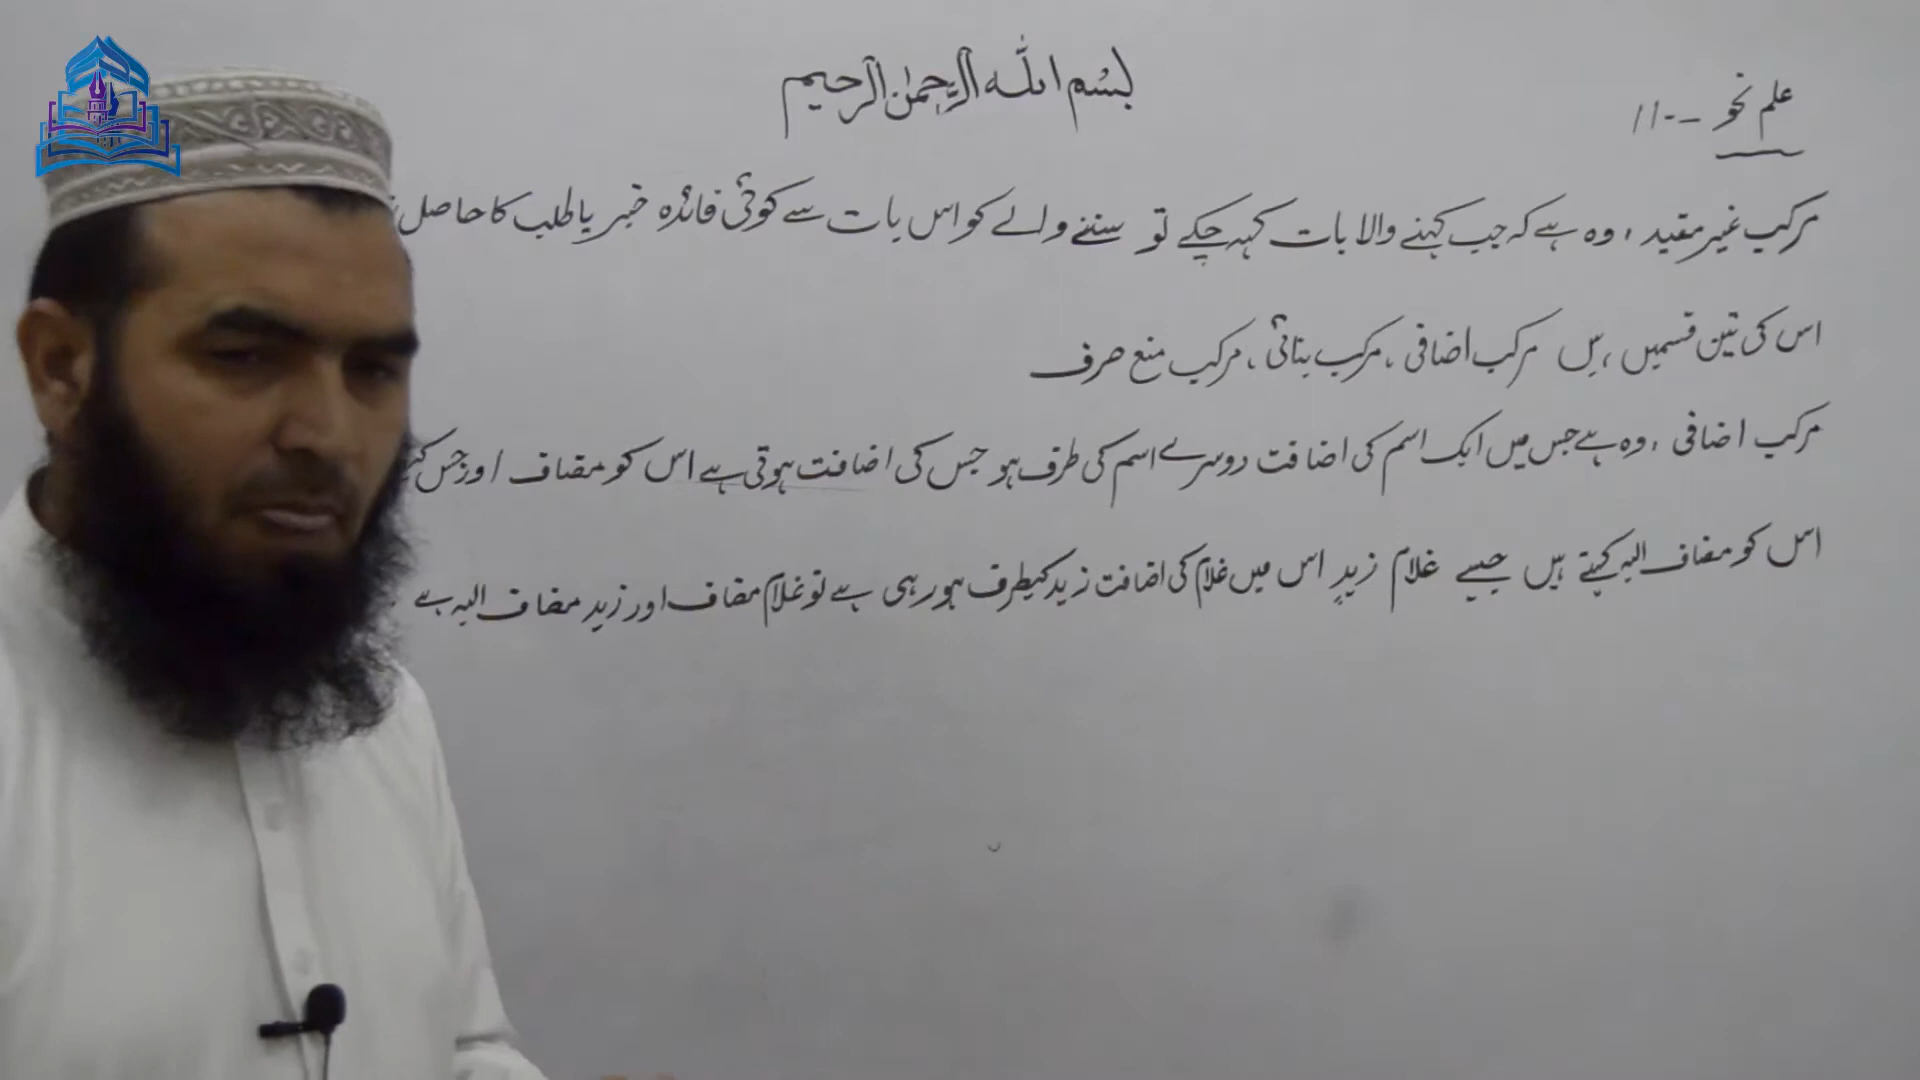 بسْم اللّٰه الرّحمٰن الرحیم
علم نحو -- ۱۱
مرکب غیر مفید ، وہ ہے کہ جب کہنے والا بات کہہ چکے تو سننے والے کو اس بات سے کوئی فائدہ خبر یا طلب کا حاصل
اس کی تین قسمیں ہیں مرکب اضافی ، مرکب بنائی ، مرکب منع صرف
مرکب اضافی ، وہ ہے جس میں ایک اسم کی اضافت دوسرے اسم کی طرف ہو جس کی اضافت ہوتی ہے اس کو مضاف اور جس
اس کو مضاف الیہ کہتے ہیں جیسے غلامُ زیدٍ اس میں غلام کی اضافت زید کیطرف ہو رہی ہے تو غلام مضاف اور زید مضاف الیہ ہے